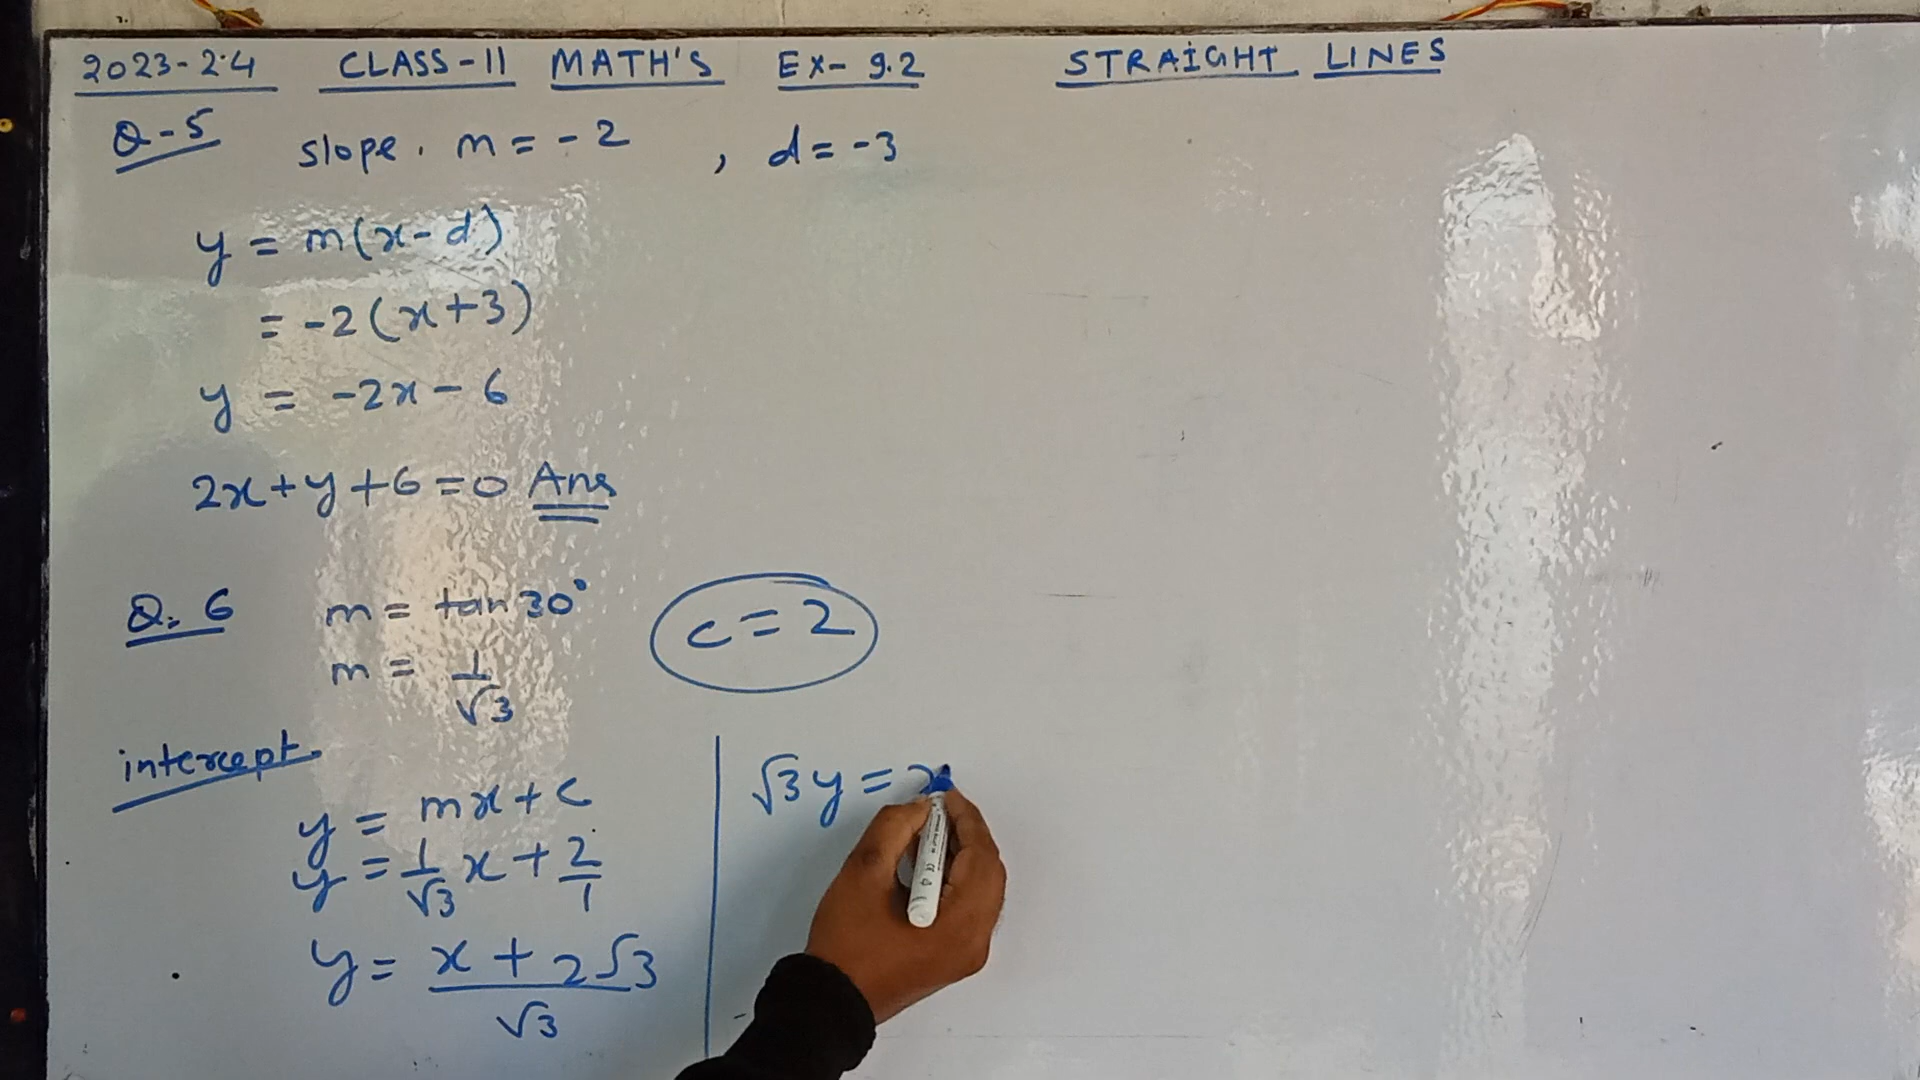 2023-24 CLASS-11 MATH'S EX- 9.2 STRAIGHT LINES
Q-5 slope. m = -2 , d = -3
y = m(x-d)
= -2(x+3)
y = -2x - 6
2x+y+6=0 Ans
Q. 6 m = tan 30° c = 2
m = 1/√3
intercept
y = mx + c
y = 1/√3 x + 2/1
y = x + 2√3 / √3
√3y = x